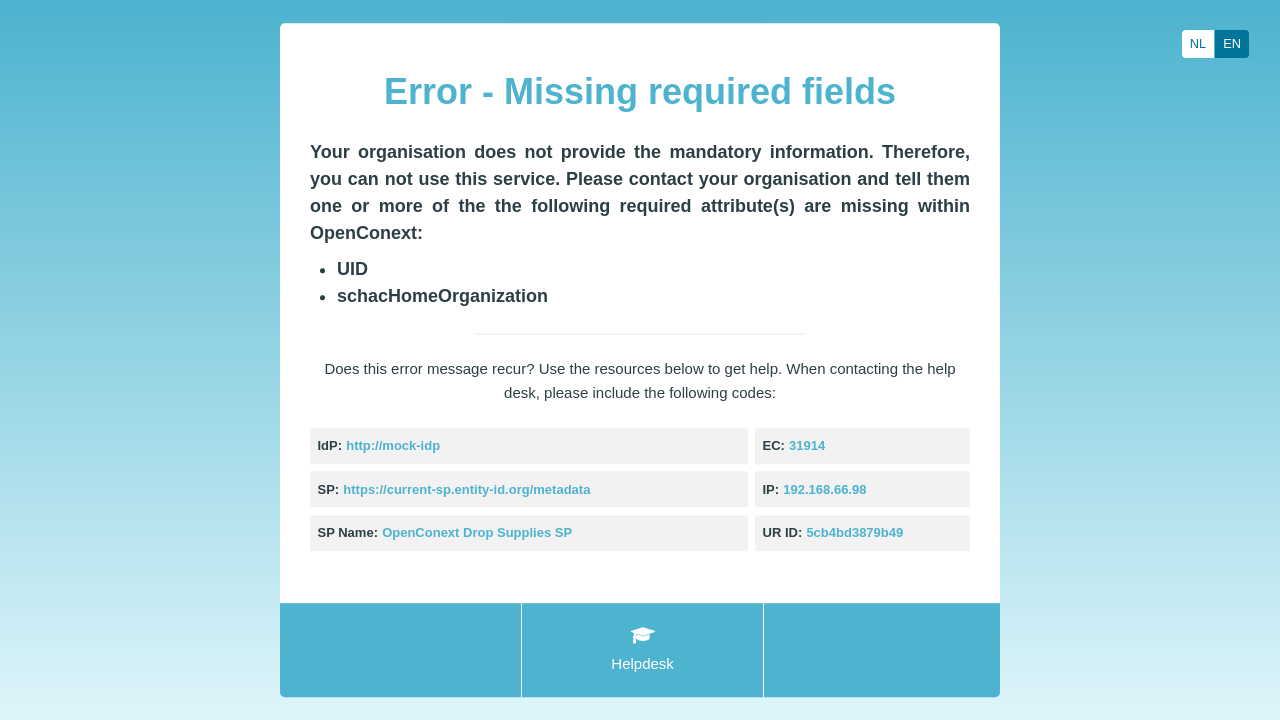 NL EN
Error - Missing required fields
Your organisation does not provide the mandatory information. Therefore,
you can not use this service. Please contact your organisation and tell them
one or more of the the following required attribute(s) are missing within
OpenConext:
• UID
• schacHomeOrganization
Does this error message recur? Use the resources below to get help. When contacting the help
desk, please include the following codes:
IdP: http://mock-idp
EC: 31914
SP: https://current-sp.entity-id.org/metadata
IP: 192.168.66.98
SP Name: OpenConext Drop Supplies SP
UR ID: 5cb4bd3879b49
Helpdesk